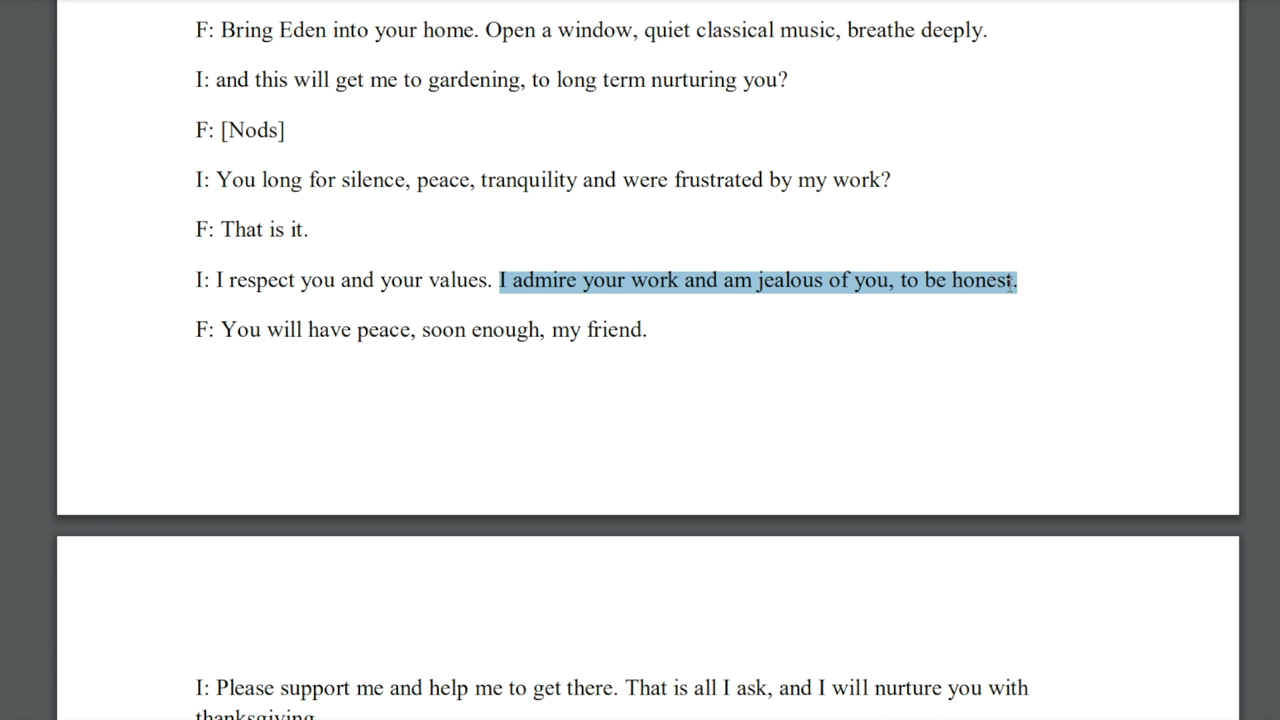 F: Bring Eden into your home. Open a window, quiet classical music, breathe deeply.
I: and this will get me to gardening, to long term nurturing you?
F: [Nods]
I: You long for silence, peace, tranquility and were frustrated by my work?
F: That is it.
I: I respect you and your values. I admire your work and am jealous of you, to be honest.
F: You will have peace, soon enough, my friend.
I: Please support me and help me to get there. That is all I ask, and I will nurture you with
thanksgiving.